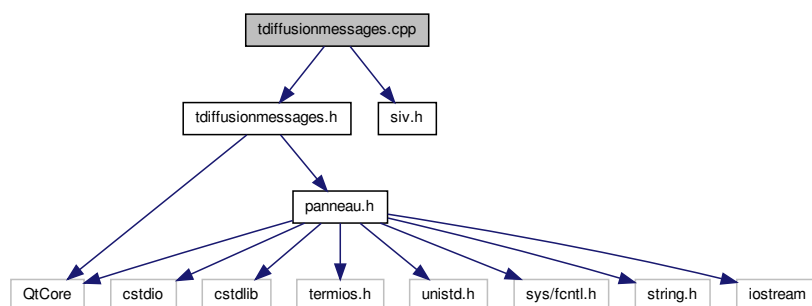 tdiffusionmessages.cpp
tdiffusionmessages.h
siv.h
panneau.h
QtCore
cstdio
cstdlib
termios.h
unistd.h
sys/fcntl.h
string.h
iostream